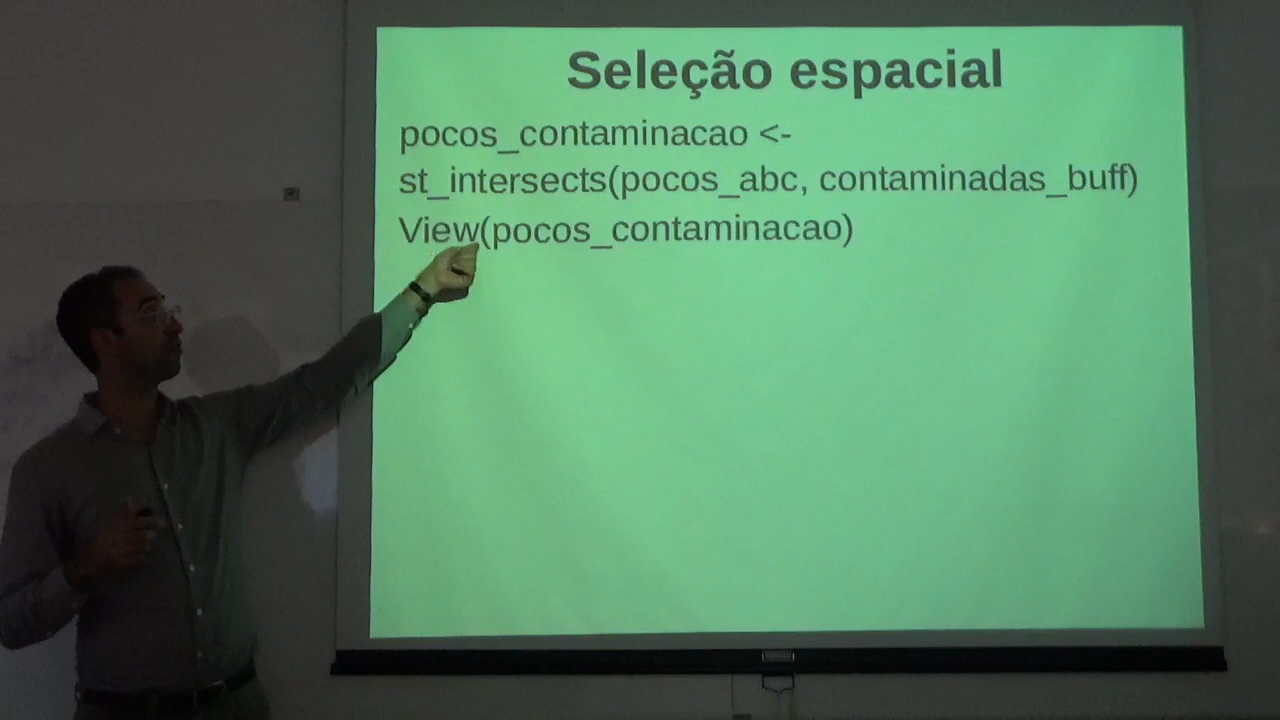 Seleção espacial
pocos_contaminacao <-
st_intersects(pocos_abc, contaminadas_buff)
View(pocos_contaminacao)